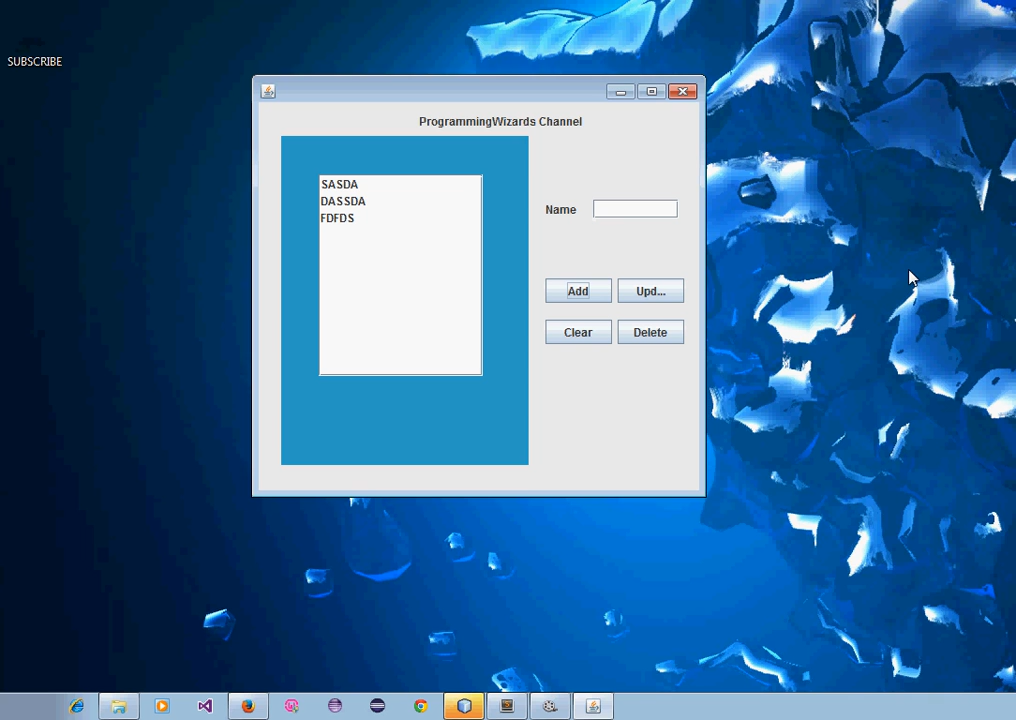 SUBSCRIBE
ProgrammingWizards Channel
SASDA
DASSDA
FDFDS
Name
Add
Upd...
Clear
Delete